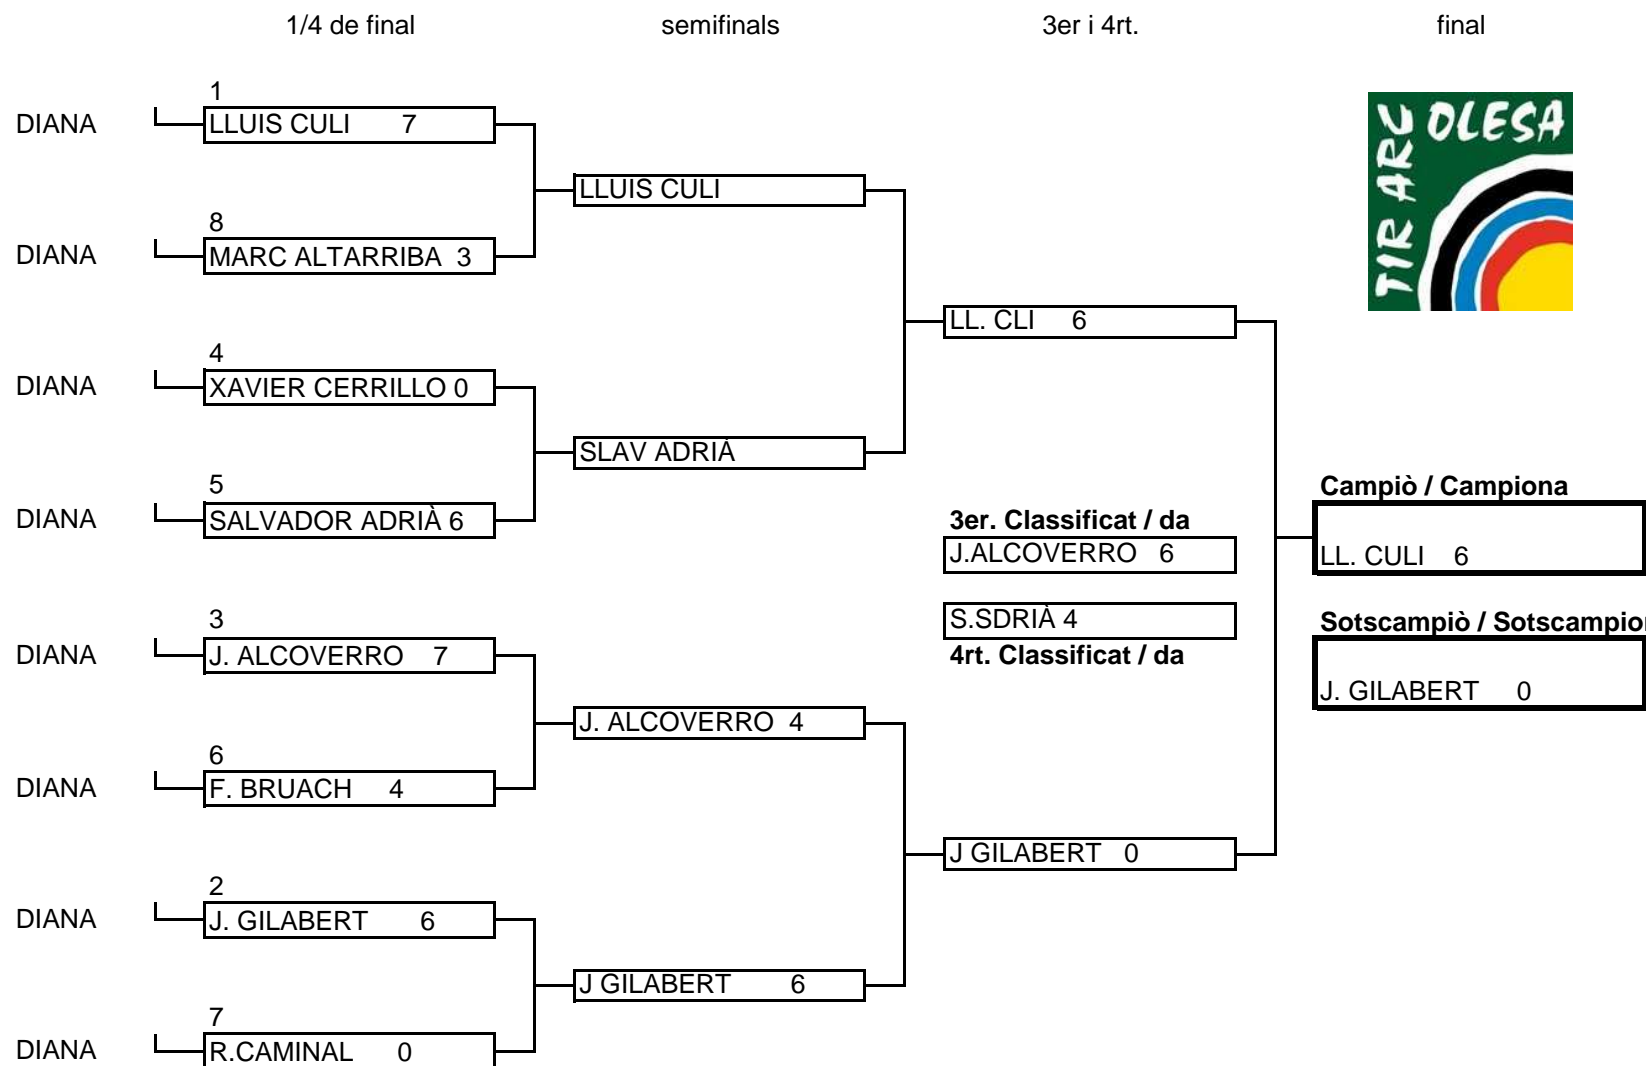 1/4 de final semifinals 3er i 4rt. final
TIR ARC OLESA
1
DIANA LLUIS CULI 7
LLUIS CULI
8
DIANA MARC ALTARRIBA 3
LL. CLI 6
4
DIANA XAVIER CERRILLO 0
SLAV ADRIÀ
5
DIANA SALVADOR ADRIÀ 6
Campiò / Campiona
LL. CULI 6
3er. Classificat / da
J.ALCOVERRO 6
S.SDRIÀ 4
4rt. Classificat / da
Sotscampiò / Sotscampion
J. GILABERT 0
3
DIANA J. ALCOVERRO 7
J. ALCOVERRO 4
6
DIANA F. BRUACH 4
J GILABERT 0
2
DIANA J. GILABERT 6
J GILABERT 6
7
DIANA R.CAMINAL 0